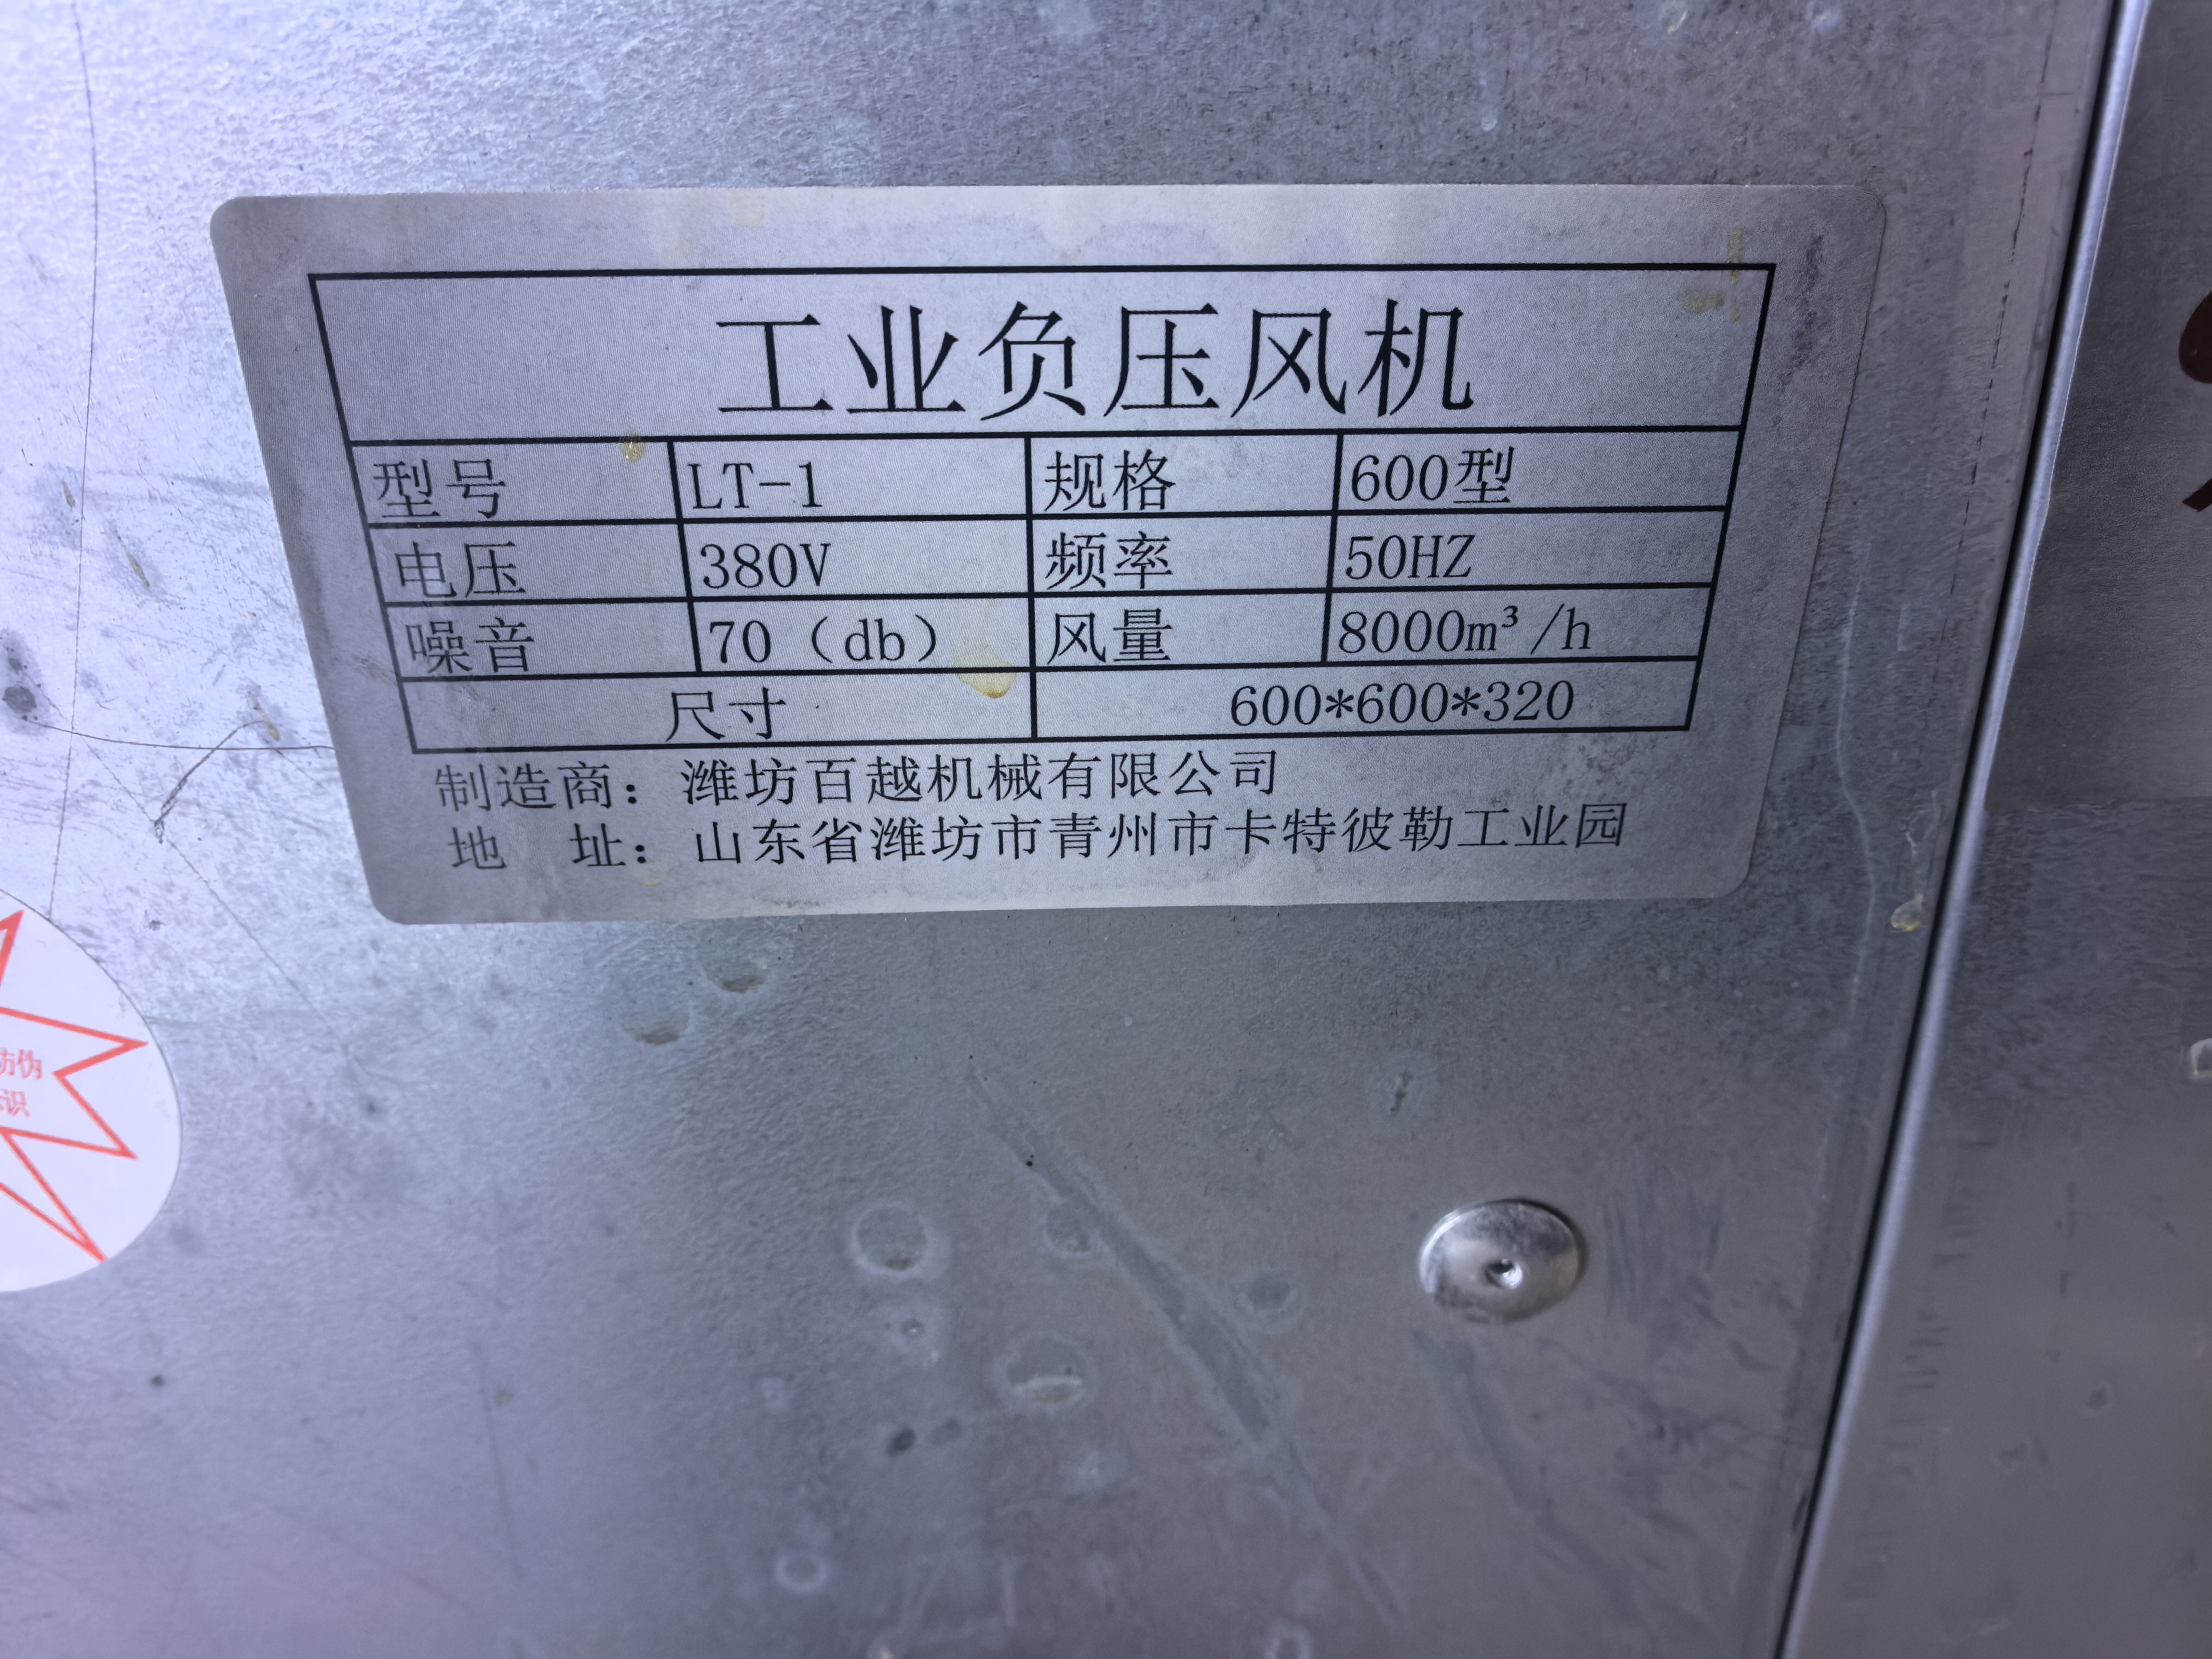 工业负压风机
型号 LT-1 规格 600型
电压 380V 频率 50HZ
噪音 70（db） 风量 8000m³/h
尺寸 600*600*320
制造商：潍坊百越机械有限公司
地 址：山东省潍坊市青州市卡特彼勒工业园
防伪
识